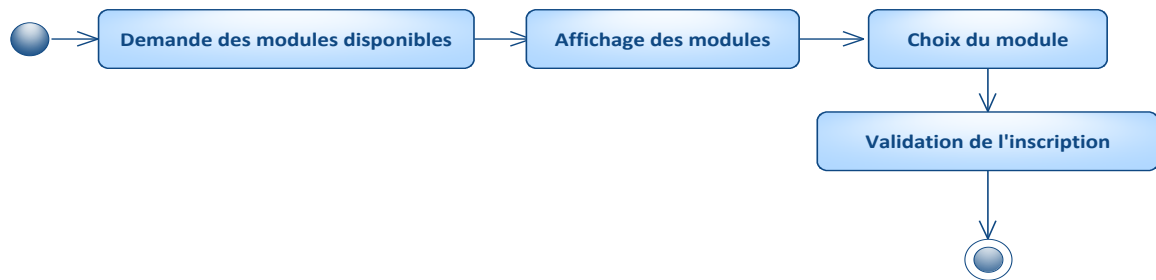 Demande des modules disponibles
Affichage des modules
Choix du module
Validation de l'inscription